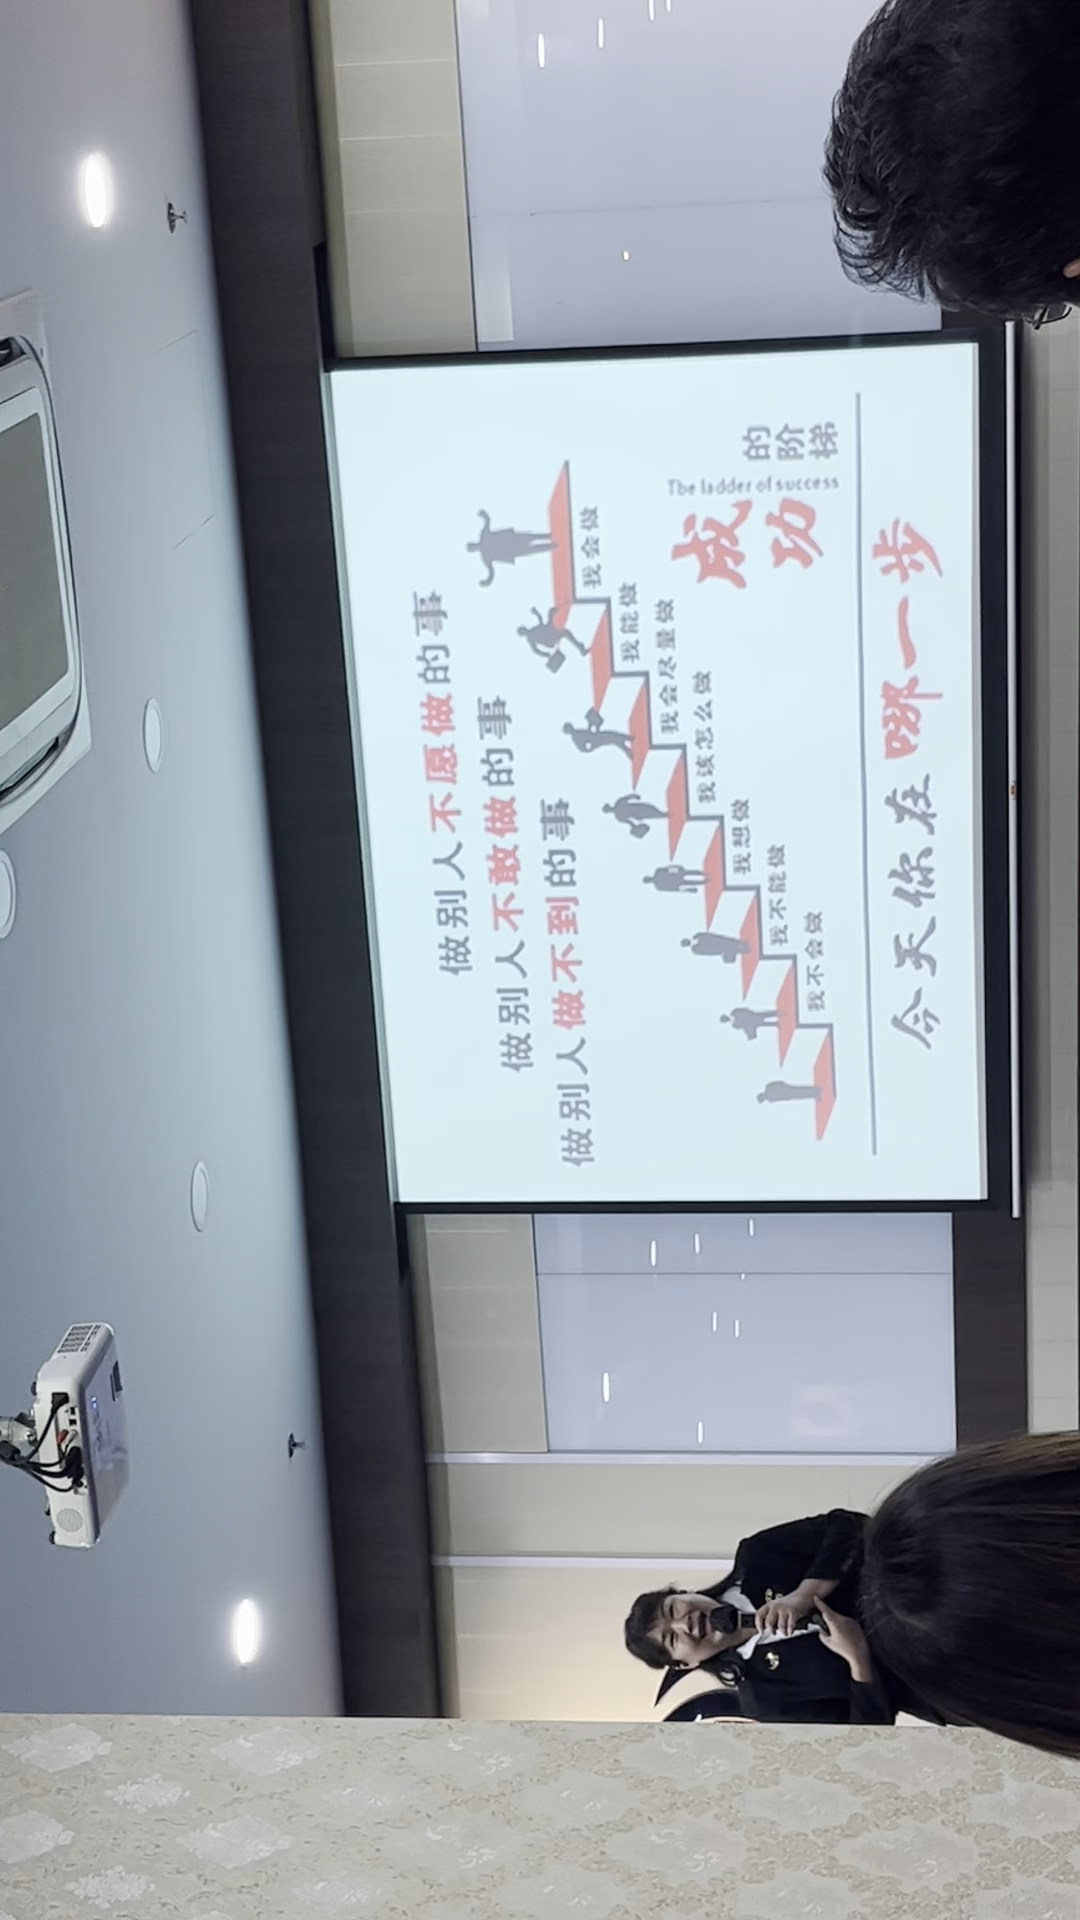 做别人不愿做的事
做别人不敢做的事
做别人做不到的事
我会做
我能做
我会尽量做
我该怎么做
我想做
我不能做
我不会做
成功
The ladder of success
的阶梯
今天你在哪一步